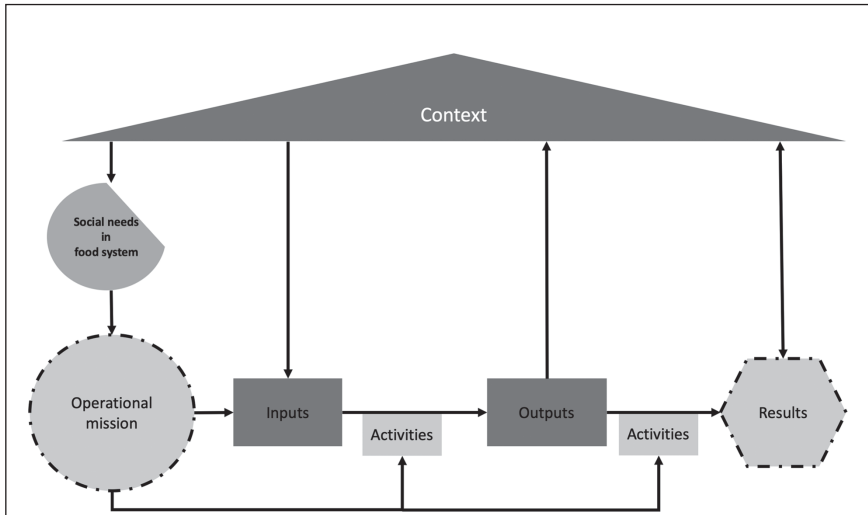 Context
Social needs
in
food system
Operational
mission
Inputs
Activities
Outputs
Activities
Results